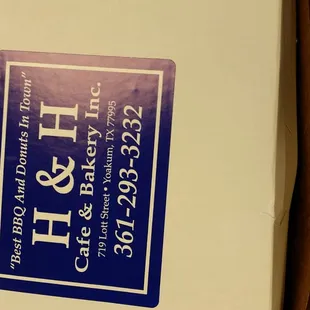 "Best BBQ And Donuts In Town"
H & H
Cafe & Bakery Inc.
719 Lott Street • Yoakum, TX 77995
361-293-3232